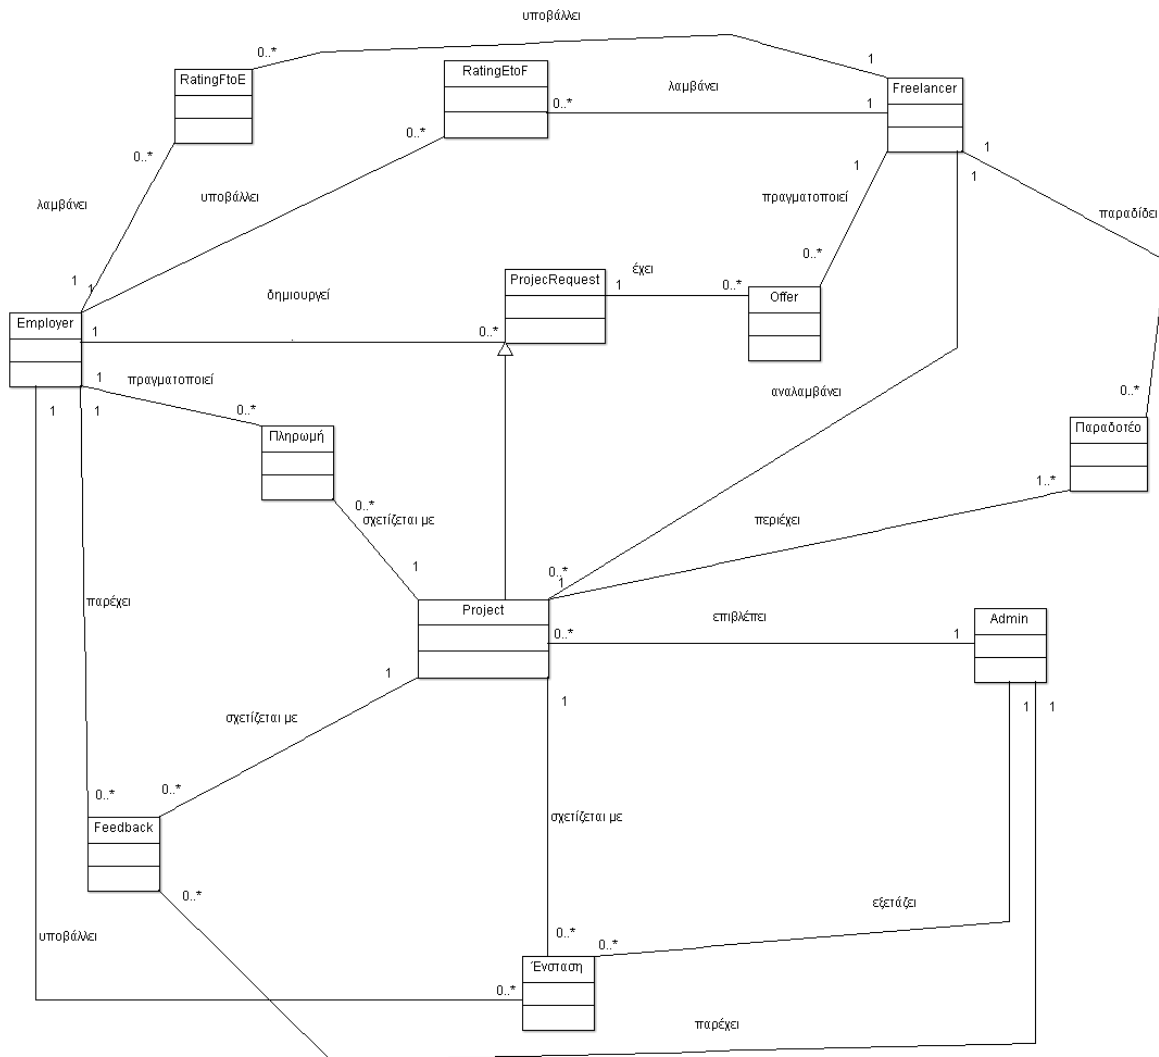 υποβάλλει
0..*
1
RatingFtoE
RatingEtoF
λαμβάνει
Freelancer
0..*
1
0..*
0..*
1
1
1
υποβάλλει
πραγματοποιεί
λαμβάνει
παραδίδει
0..*
ProjecRequest
έχει
1
1
1
0..*
Offer
δημιουργεί
Employer
1
0..*
1
πραγματοποιεί
αναλαμβάνει
0..*
0..*
1
1
Πληρωμή
Παραδοτέο
0..*
1..*
σχετίζεται με
περιέχει
1
0..*
1
παρέχει
Project
επιβλέπει
Admin
0..*
1
1
1
1
1
σχετίζεται με
0..*
0..*
Feedback
σχετίζεται με
0..*
εξετάζει
0..*
0..*
υποβάλλει
Ένσταση
0..*
παρέχει